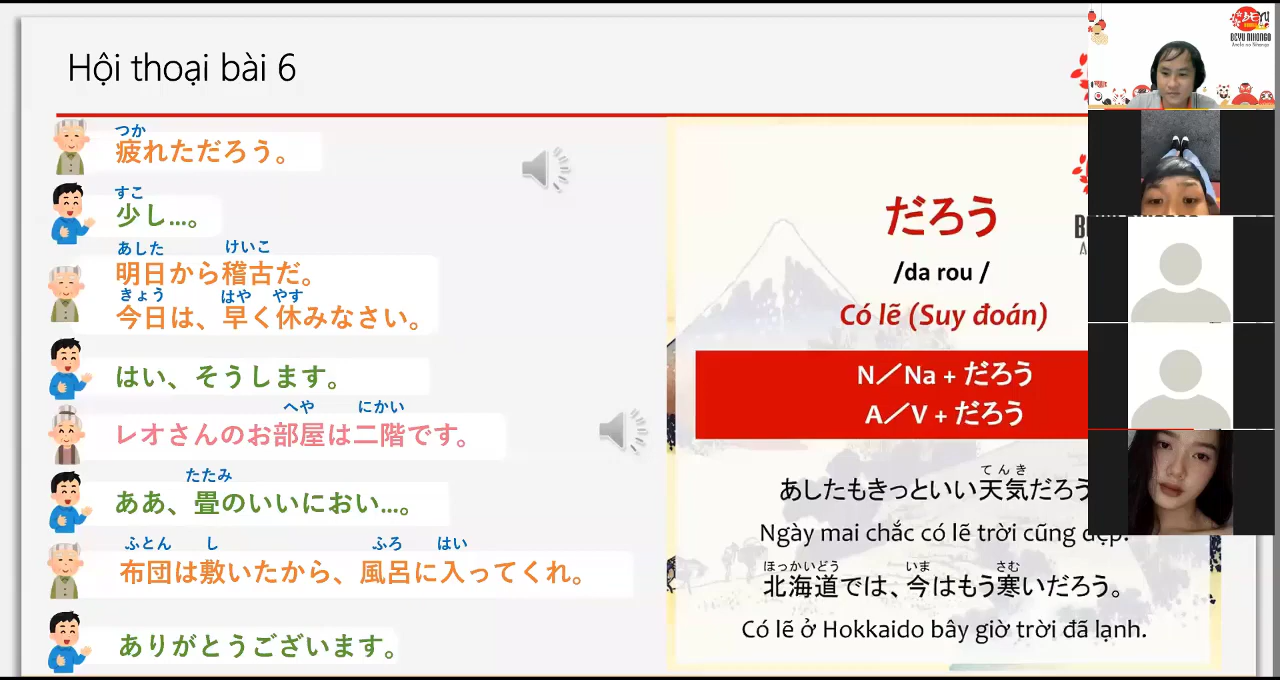 Hội thoại bài 6
つか
疲れただろう。
すこ
少し...。
あした けいこ
明日から稽古だ。
きょう はや やす
今日は、早く休みなさい。
はい、そうします。
へや にかい
レオさんのお部屋は二階です。
たたみ
ああ、畳のいいにおい...。
ふとん し ふろ はい
布団は敷いたから、風呂に入ってくれ。
ありがとうございます。
だろう
/da rou /
Có lẽ (Suy đoán)
N／Na + だろう
A／V + だろう
てんき
あしたもきっといい天気だろう
Ngày mai chắc có lẽ trời cũng đẹp.
ほっかいどう いま さむ
北海道では、今はもう寒いだろう。
Có lẽ ở Hokkaido bây giờ trời đã lạnh.
BEYU NIHONGO